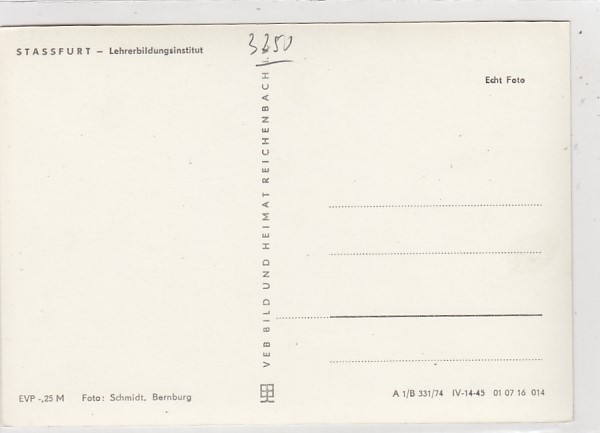 3250
STASSFURT – Lehrerbildungsinstitut
Echt Foto
VEB BILD UND HEIMAT REICHENBACH
EVP -,25 M Foto: Schmidt, Bernburg
A 1/B 331/74 IV-14-45 01 07 16 014